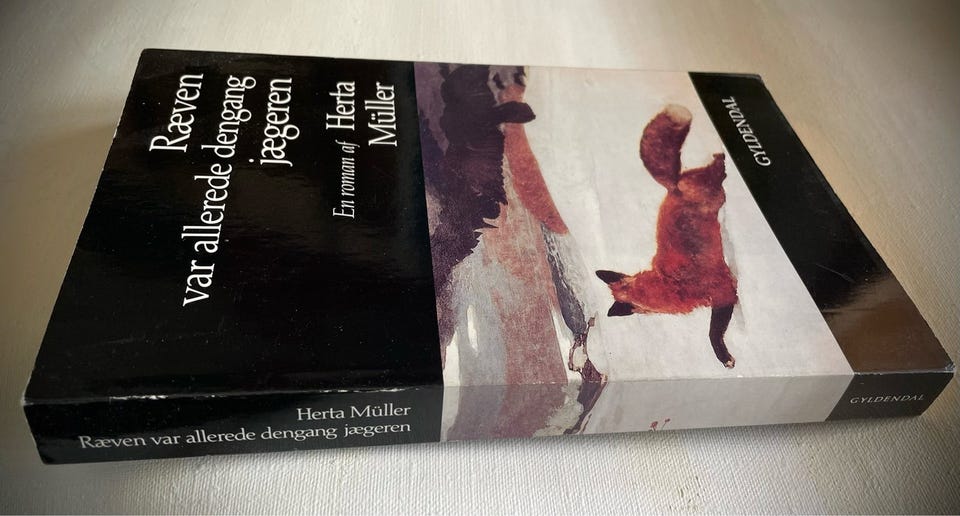 Ræven
var allerede dengang
jægeren
En roman af Herta
Müller
GYLDENDAL
Herta Müller
Ræven var allerede dengang jægeren
GYLDENDAL